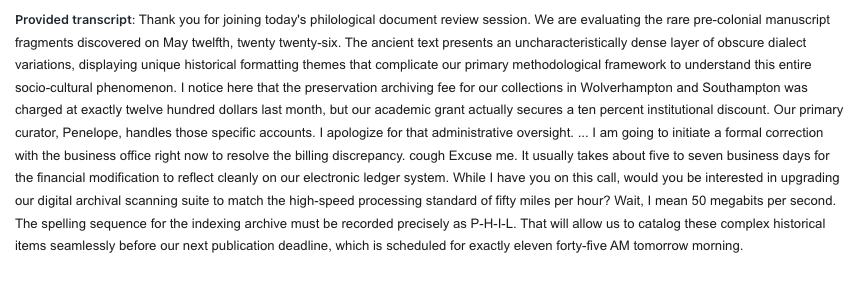 Provided transcript: Thank you for joining today's philological document review session. We are evaluating the rare pre-colonial manuscript
fragments discovered on May twelfth, twenty twenty-six. The ancient text presents an uncharacteristically dense layer of obscure dialect
variations, displaying unique historical formatting themes that complicate our primary methodological framework to understand this entire
socio-cultural phenomenon. I notice here that the preservation archiving fee for our collections in Wolverhampton and Southampton was
charged at exactly twelve hundred dollars last month, but our academic grant actually secures a ten percent institutional discount. Our primary
curator, Penelope, handles those specific accounts. I apologize for that administrative oversight. ... I am going to initiate a formal correction
with the business office right now to resolve the billing discrepancy. cough Excuse me. It usually takes about five to seven business days for
the financial modification to reflect cleanly on our electronic ledger system. While I have you on this call, would you be interested in upgrading
our digital archival scanning suite to match the high-speed processing standard of fifty miles per hour? Wait, I mean 50 megabits per second.
The spelling sequence for the indexing archive must be recorded precisely as P-H-I-L. That will allow us to catalog these complex historical
items seamlessly before our next publication deadline, which is scheduled for exactly eleven forty-five AM tomorrow morning.